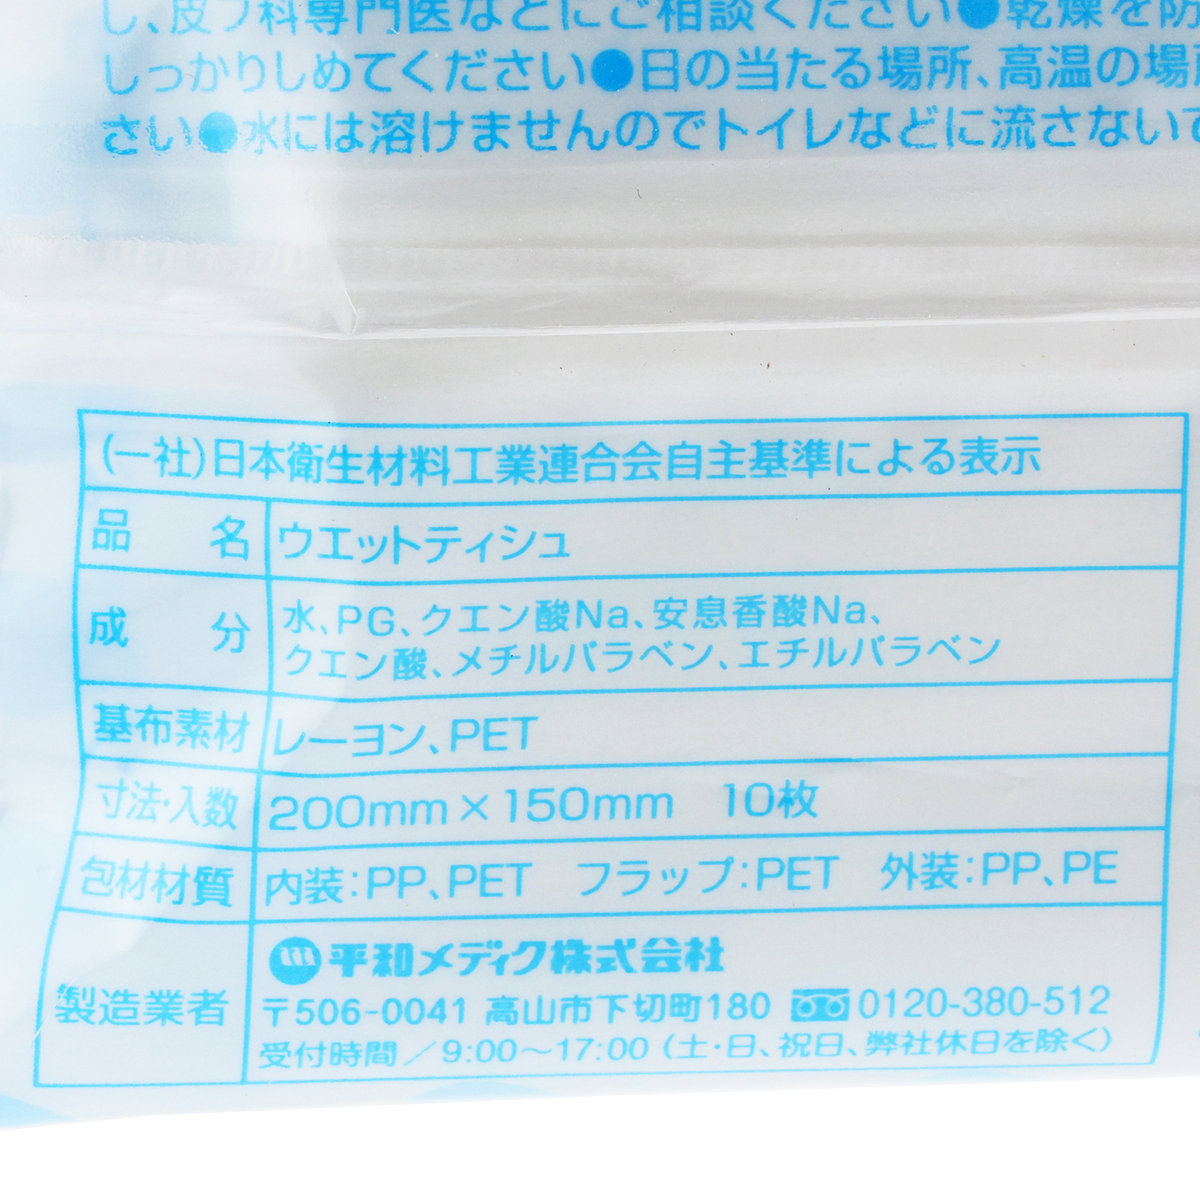 し、皮フ科専門医などにご相談ください●乾燥を防
しっかりしめてください●日の当たる場所、高温の場所
さい●水には溶けませんのでトイレなどに流さないで
(一社)日本衛生材料工業連合会自主基準による表示
品名 ウエットティシュ
成分 水、PG、クエン酸Na、安息香酸Na、
クエン酸、メチルパラベン、エチルパラベン
基布素材 レーヨン、PET
寸法・入数 200mm×150mm 10枚
包材材質 内装:PP、PET フラップ:PET 外装:PP、PE
製造業者 平和メディク株式会社
〒506-0041 高山市下切町180 0120-380-512
受付時間/9:00～17:00(土・日、祝日、弊社休日を除く)